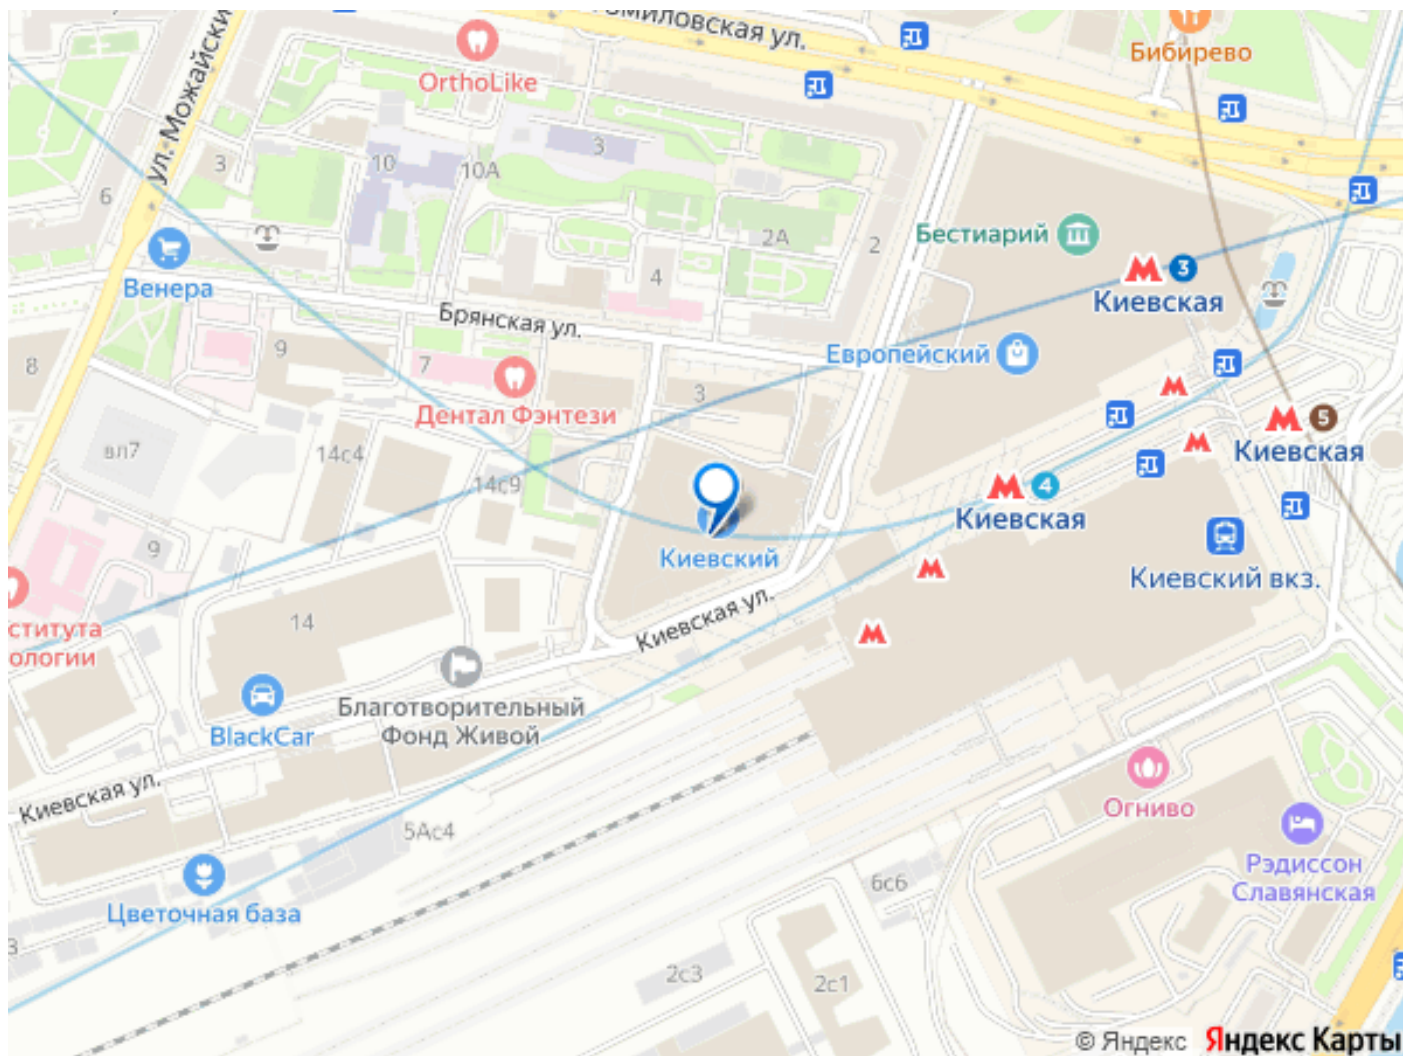 ул. Можайски
OrthoLike
миловская ул.
Бибирево
3
10
10А
3
6
2А
2
4
Бестиарий
3
Киевская
Венера
Брянская ул.
Европейский
8
9
7
3
Дентал Фэнтези
5
Киевская
вл7
14с4
14с9
4
Киевская
9
Киевский
Киевский вкз.
ститута
ологии
14
Киевская ул.
Благотворительный
Фонд Живой
BlackCar
Киевская ул.
Огниво
5Ас4
Рэдиссон
Славянская
6с6
Цветочная база
3
2с3
2с1
© Яндекс
Яндекс Карты